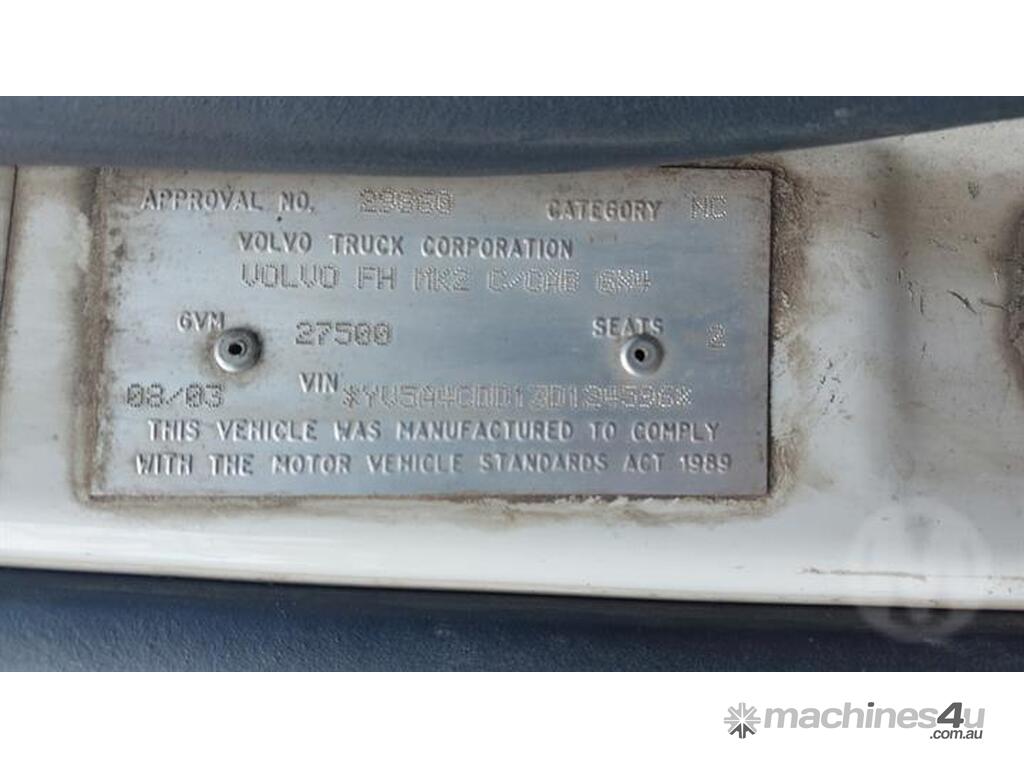 APPROVAL NO. 29860 CATEGORY NC
VOLVO TRUCK CORPORATION
VOLVO FH MK2 C/CAB 6X4
GVM 27500 SEATS 2
08/03 VIN
THIS VEHICLE WAS MANUFACTURED TO COMPLY
WITH THE MOTOR VEHICLE STANDARDS ACT 1989
machines4u
.com.au